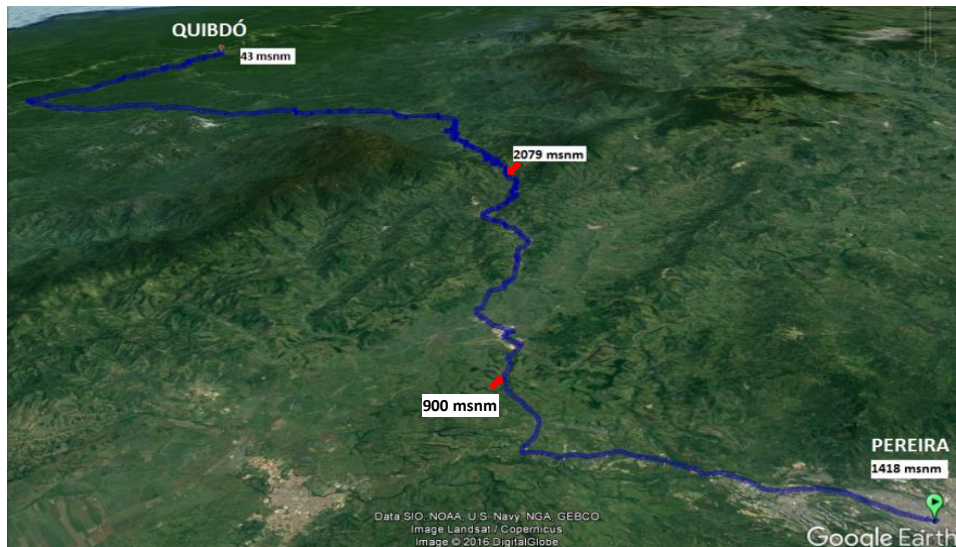 QUIBDÓ
43 msnm
2079 msnm
900 msnm
PEREIRA
1418 msnm
Data SIO, NOAA, U.S. Navy, NGA, GEBCO
Image Landsat / Copernicus
Image © 2016 DigitalGlobe
Google Earth